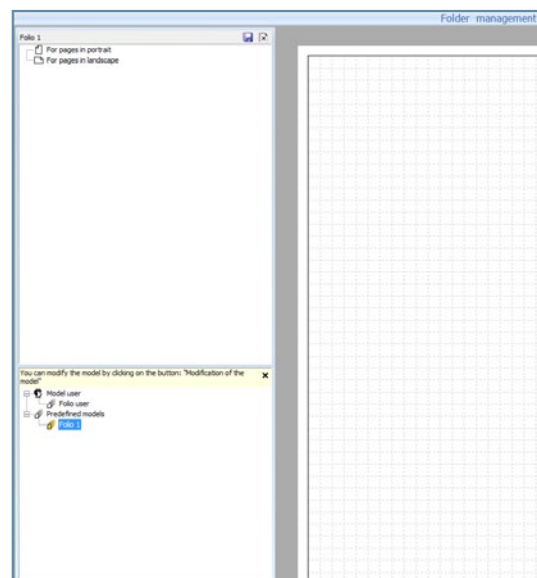 Folder management
Folio 1
For pages in portrait
For pages in landscape
You can modify the model by clicking on the button: "Modification of the
model"
Model user
Folio user
Predefined models
Folio 1